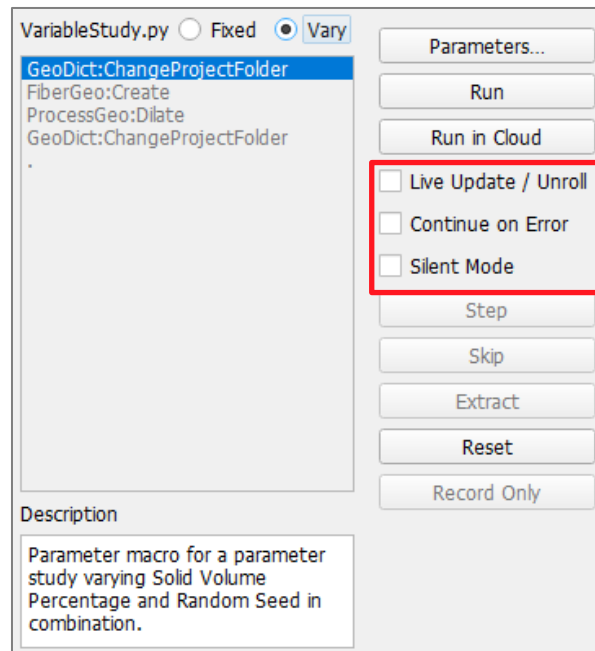 VariableStudy.py Fixed Vary
GeoDict:ChangeProjectFolder
FiberGeo:Create
ProcessGeo:Dilate
GeoDict:ChangeProjectFolder
.
Description
Parameter macro for a parameter
study varying Solid Volume
Percentage and Random Seed in
combination.
Parameters...
Run
Run in Cloud
Live Update / Unroll
Continue on Error
Silent Mode
Step
Skip
Extract
Reset
Record Only